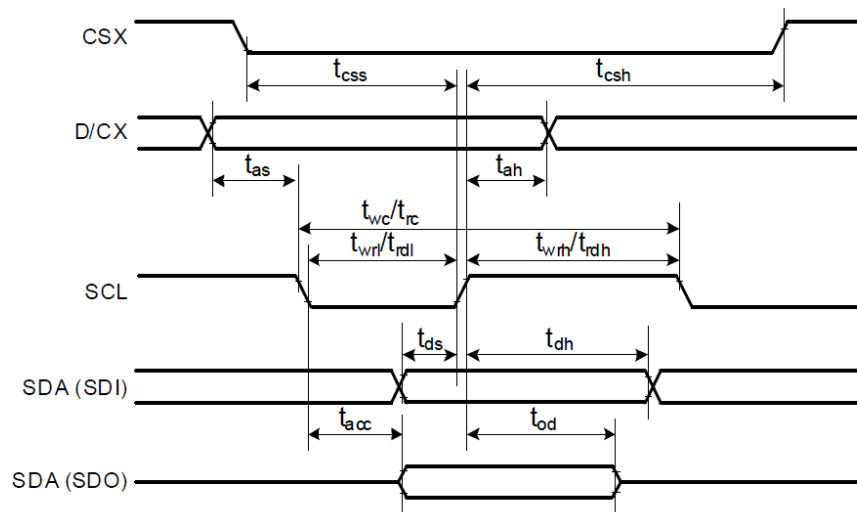 CSX
tcss
tcsh
D/CX
tas
tah
twc/trc
twrl/trdl
twrh/trdh
SCL
tds
tdh
SDA (SDI)
tacc
tod
SDA (SDO)